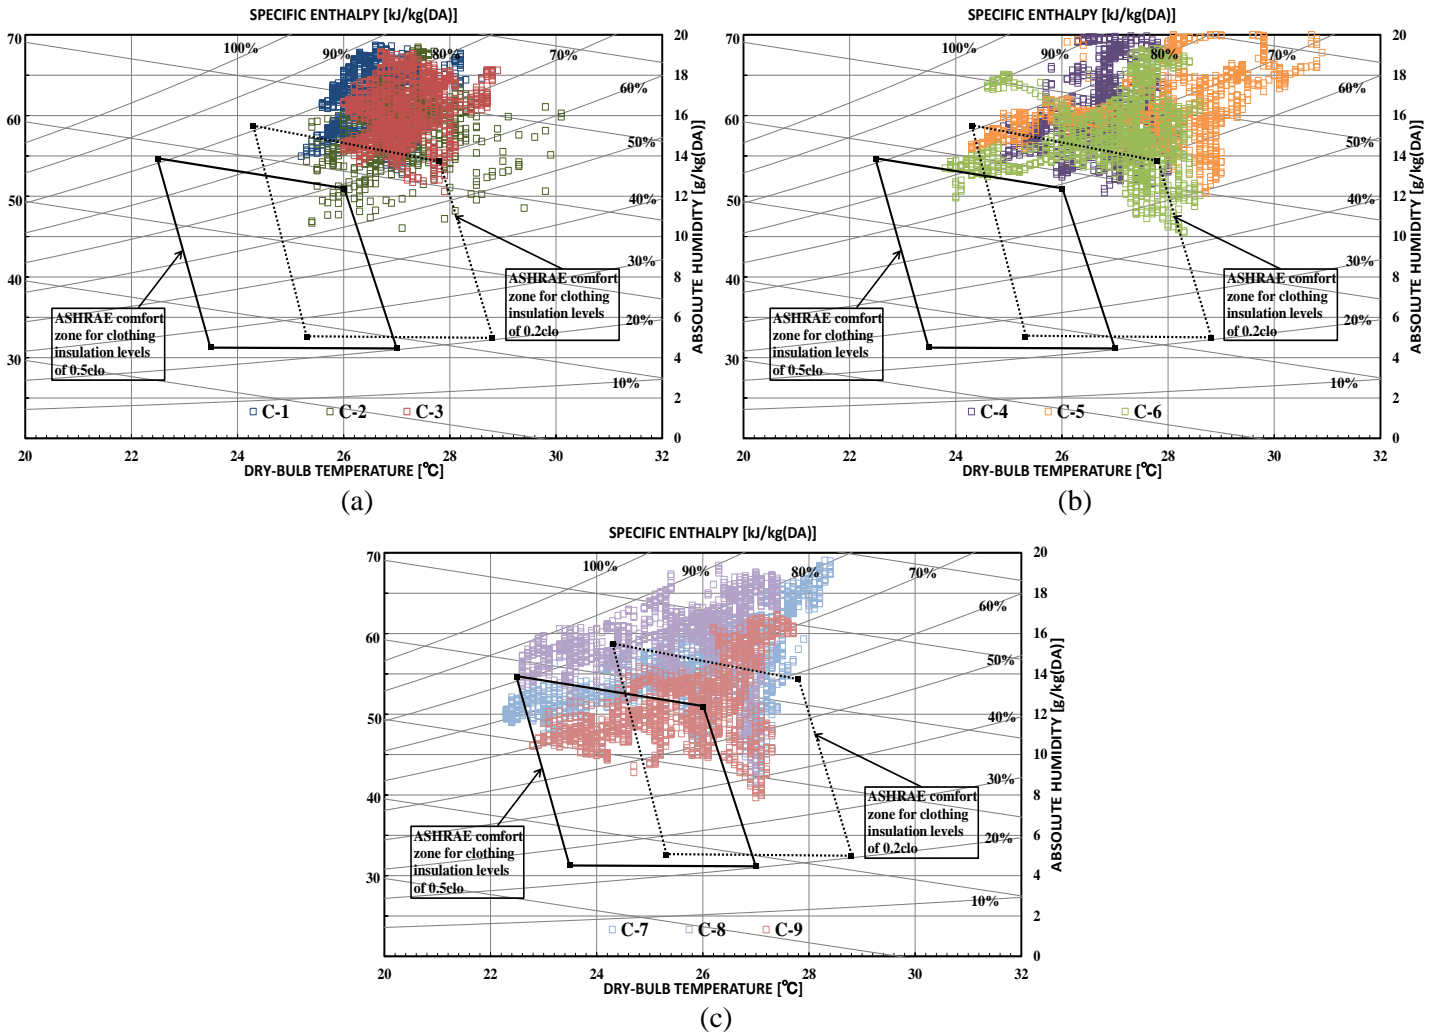 SPECIFIC ENTHALPY [kJ/kg(DA)]
100% 90% 80% 70%
60%
50%
40%
30%
20%
10%
70
60
50
40
30
20
18
16
14
12
10
8
6
4
2
0
ABSOLUTE HUMIDITY [g/kg(DA)]
ASHRAE comfort
zone for clothing
insulation levels
of 0.5clo
ASHRAE comfort
zone for clothing
insulation levels
of 0.2clo
C-1 C-2 C-3
20 22 24 26 28 30 32
DRY-BULB TEMPERATURE [℃]
(a)
SPECIFIC ENTHALPY [kJ/kg(DA)]
100% 90% 80% 70%
60%
50%
40%
30%
20%
10%
70
60
50
40
30
20
18
16
14
12
10
8
6
4
2
0
ABSOLUTE HUMIDITY [g/kg(DA)]
ASHRAE comfort
zone for clothing
insulation levels
of 0.5clo
ASHRAE comfort
zone for clothing
insulation levels
of 0.2clo
C-4 C-5 C-6
20 22 24 26 28 30 32
DRY-BULB TEMPERATURE [℃]
(b)
SPECIFIC ENTHALPY [kJ/kg(DA)]
100% 90% 80% 70%
60%
50%
40%
30%
20%
10%
70
60
50
40
30
20
18
16
14
12
10
8
6
4
2
0
ABSOLUTE HUMIDITY [g/kg(DA)]
ASHRAE comfort
zone for clothing
insulation levels
of 0.5clo
ASHRAE comfort
zone for clothing
insulation levels
of 0.2clo
C-7 C-8 C-9
20 22 24 26 28 30 32
DRY-BULB TEMPERATURE [℃]
(c)